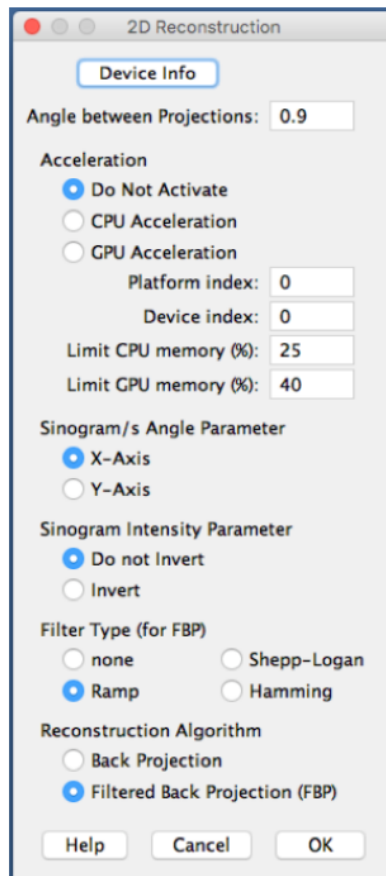 2D Reconstruction
Device Info
Angle between Projections: 0.9
Acceleration
Do Not Activate
CPU Acceleration
GPU Acceleration
Platform index: 0
Device index: 0
Limit CPU memory (%): 25
Limit GPU memory (%): 40
Sinogram/s Angle Parameter
X-Axis
Y-Axis
Sinogram Intensity Parameter
Do not Invert
Invert
Filter Type (for FBP)
none Shepp-Logan
Ramp Hamming
Reconstruction Algorithm
Back Projection
Filtered Back Projection (FBP)
Help Cancel OK